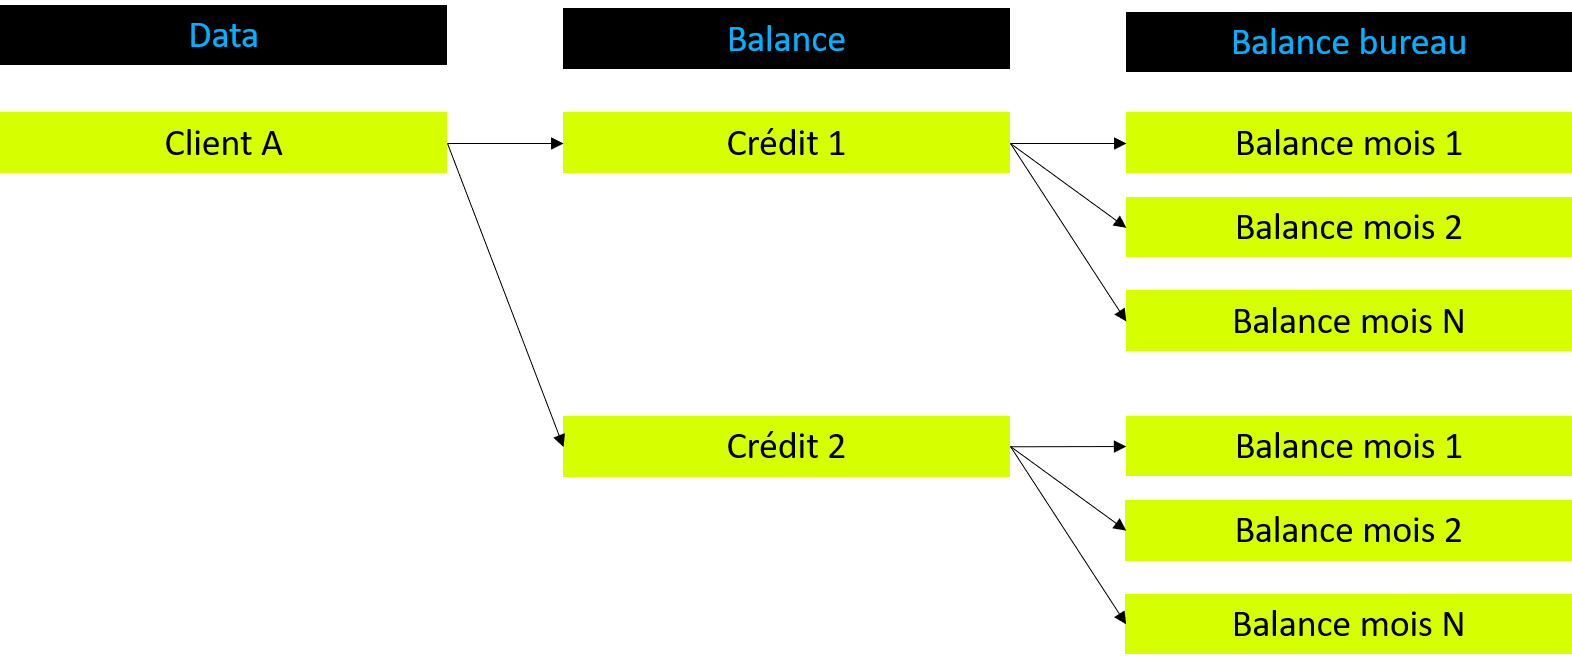 Data
Balance
Balance bureau
Client A
Crédit 1
Balance mois 1
Balance mois 2
Balance mois N
Crédit 2
Balance mois 1
Balance mois 2
Balance mois N